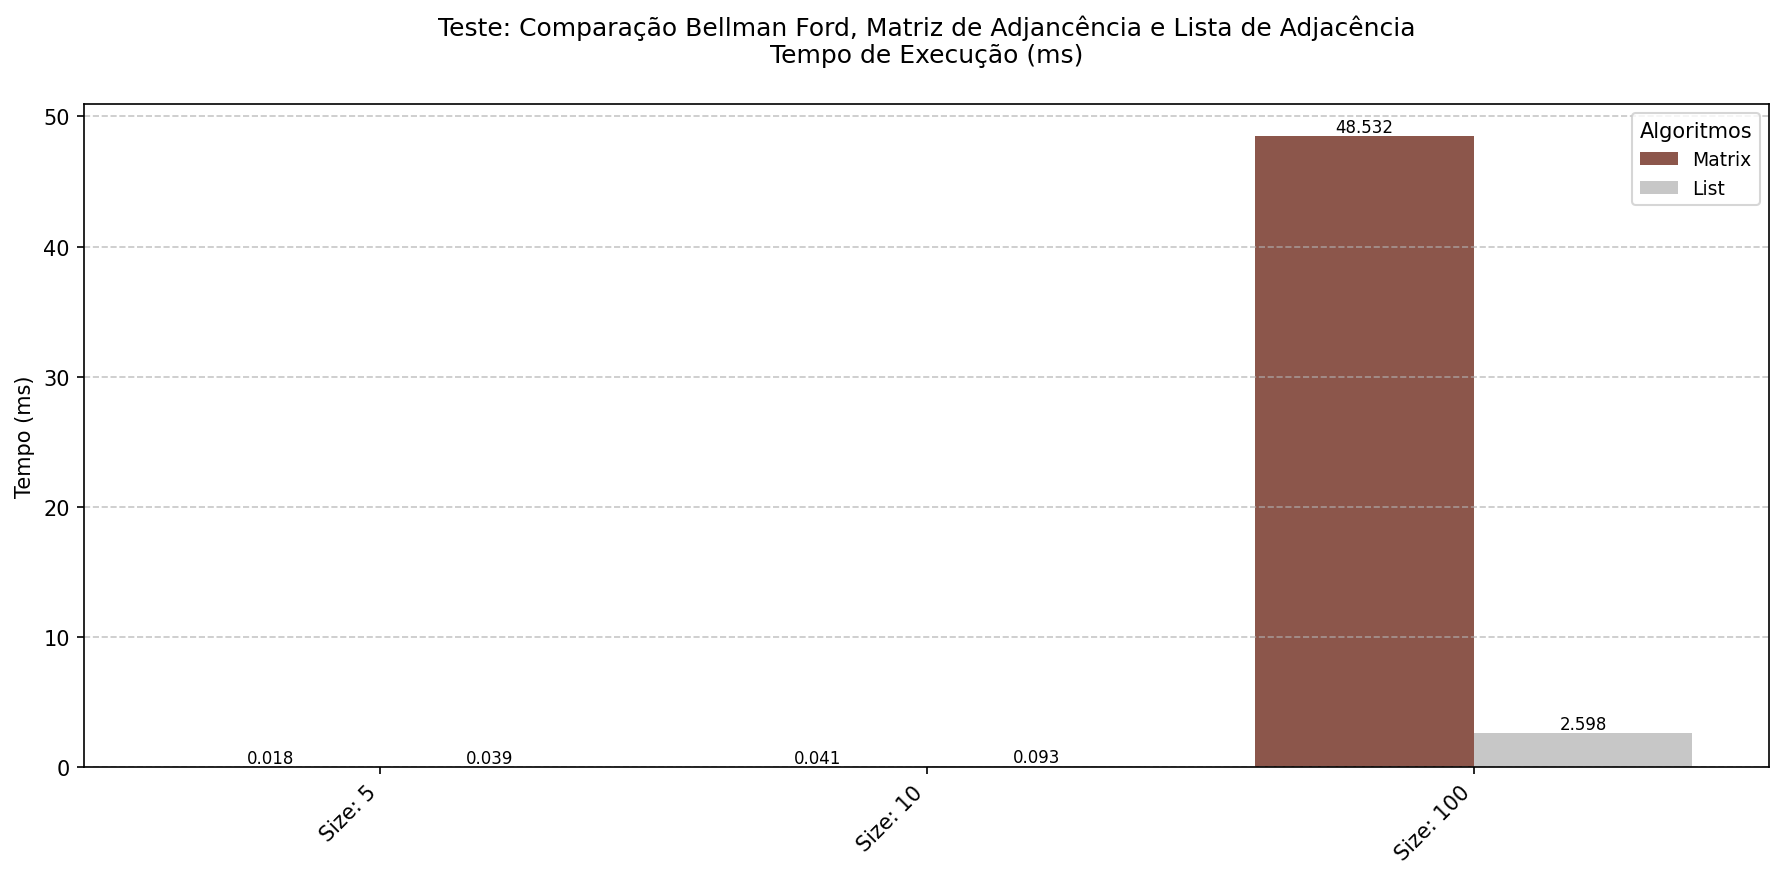 Teste: Comparação Bellman Ford, Matriz de Adjancência e Lista de Adjacência
Tempo de Execução (ms)
50
40
30
20
10
0
Tempo (ms)
48.532
2.598
0.018
0.039
0.041
0.093
Algoritmos
Matrix
List
Size: 5
Size: 10
Size: 100